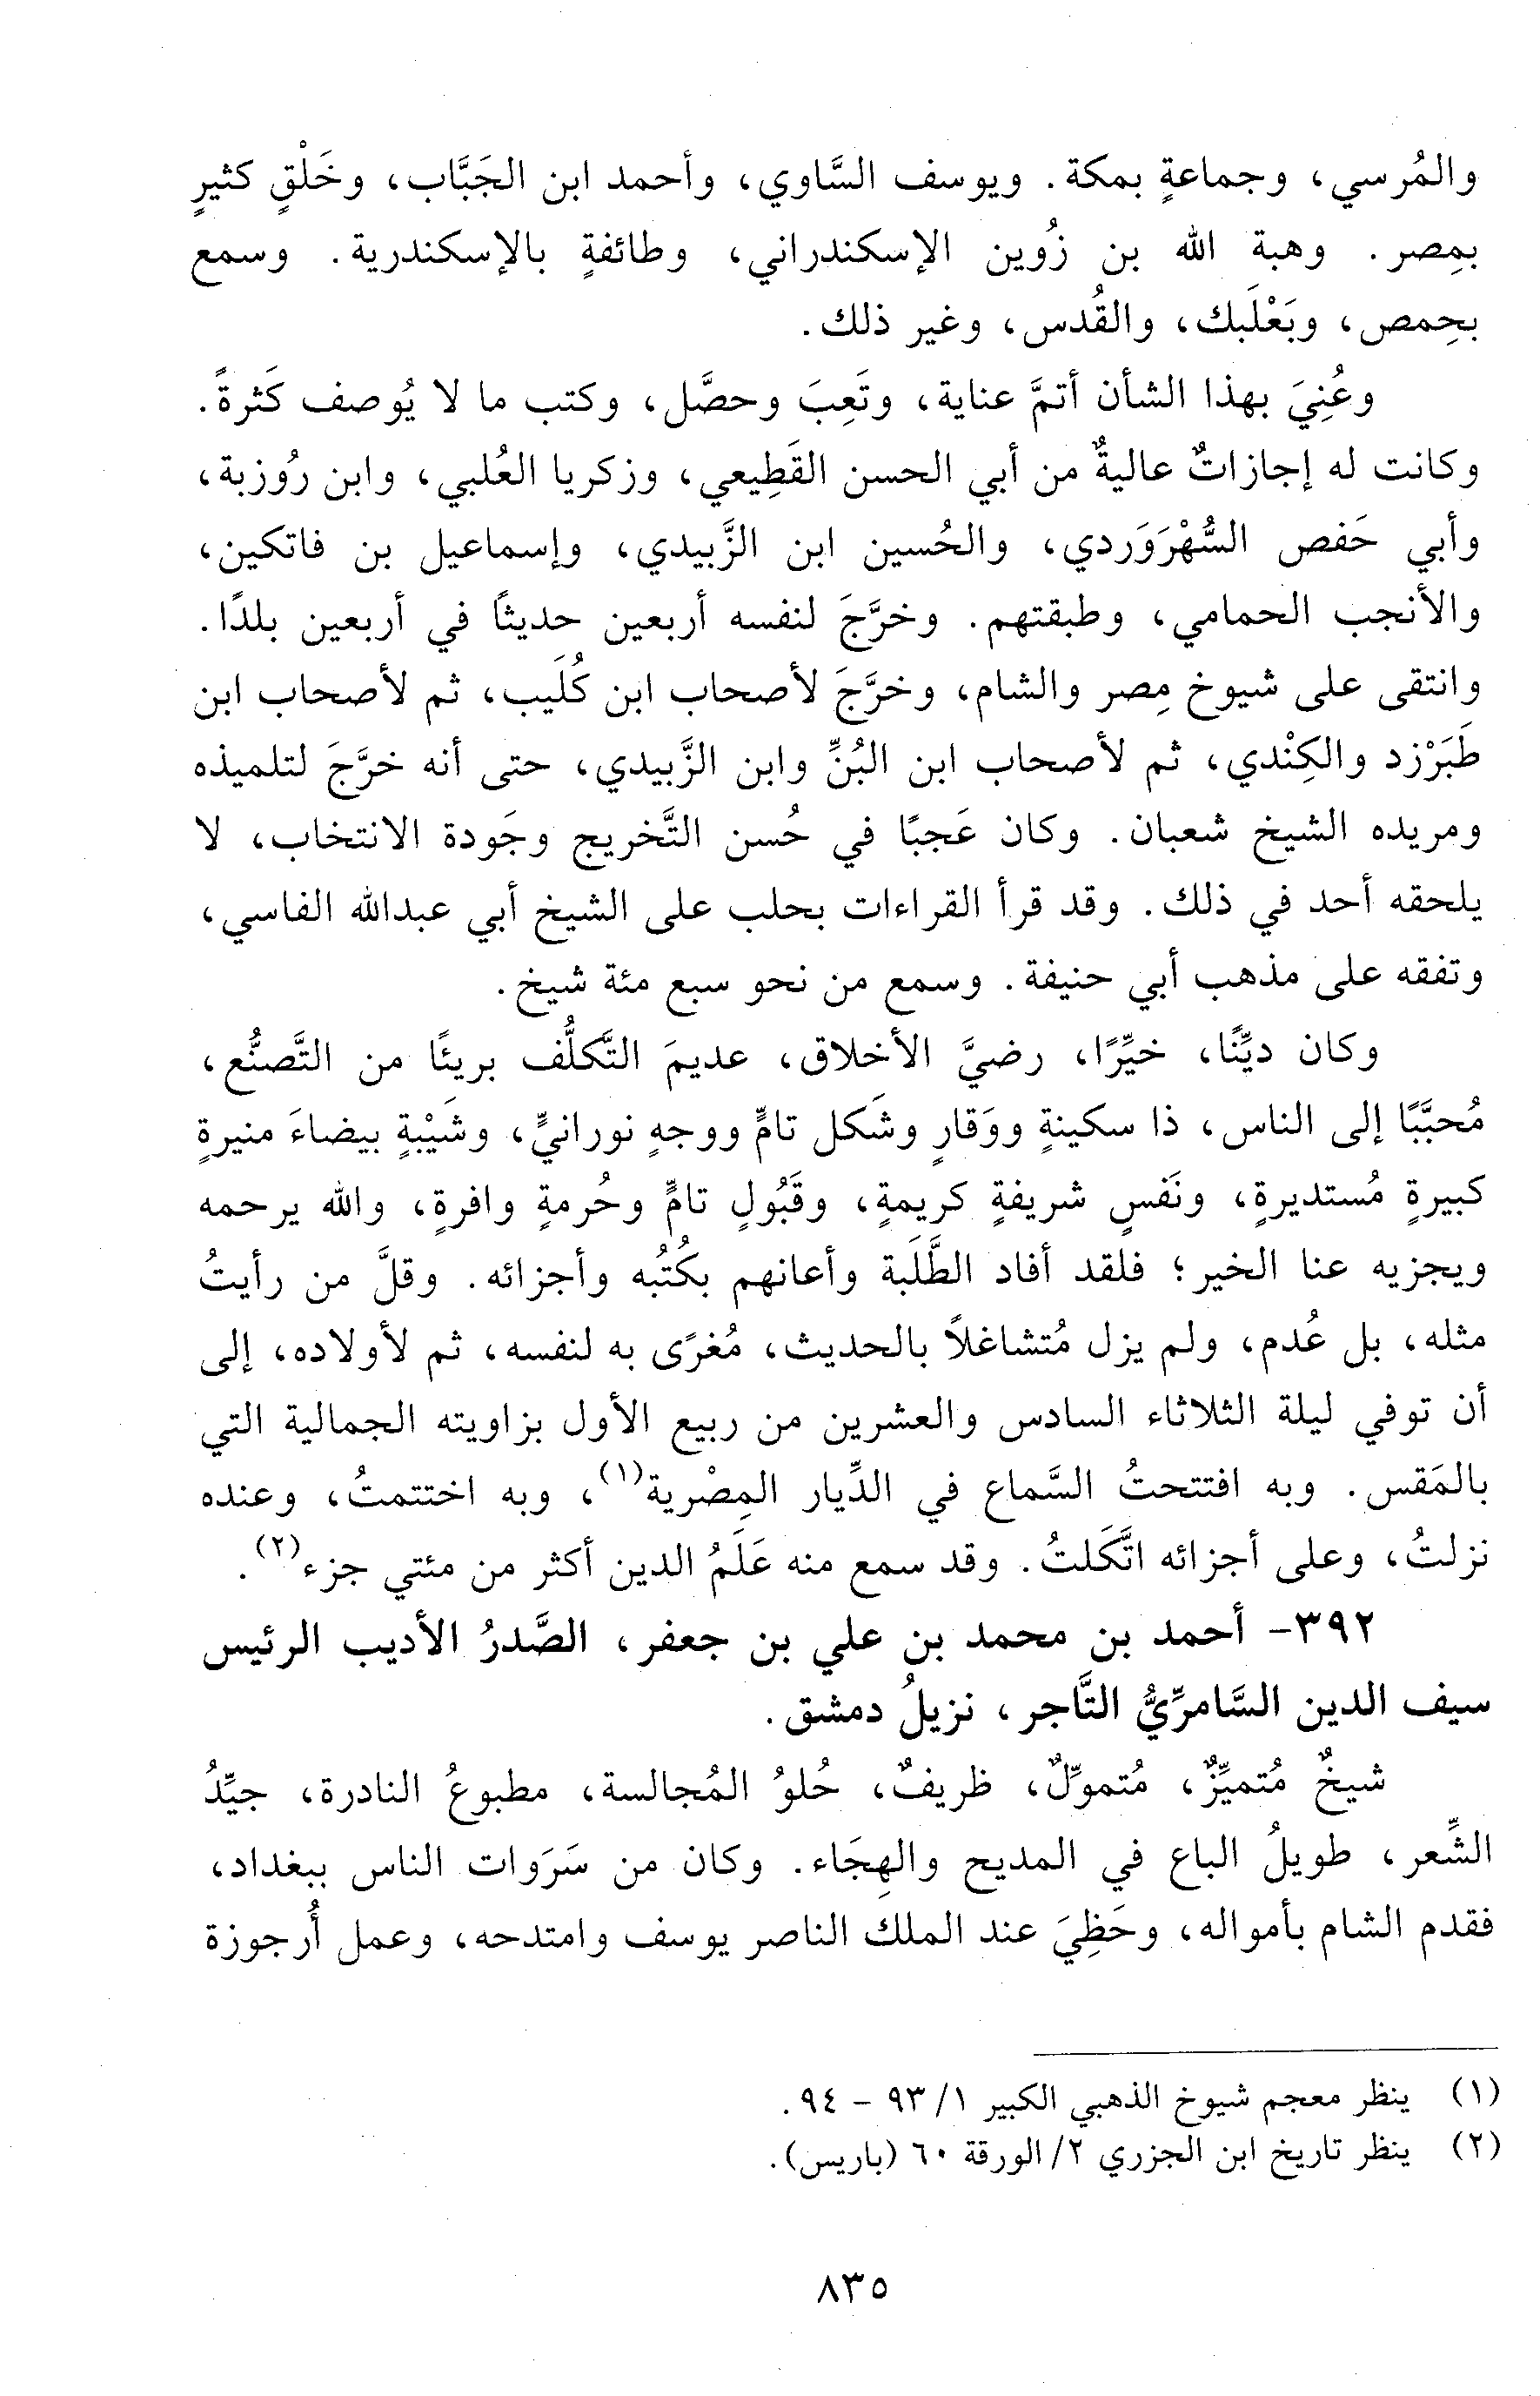 والمُرسي، وجماعةٍ بمكة. ويوسف السَّاوي، وأحمد ابن الجَبَّاب، وخَلْقٍ كثيرٍ
بمِصر. وهبة الله بن زُوين الإسكندراني، وطائفةٍ بالإسكندرية. وسمع
بحِمص، وبَعْلَبك، والقُدس، وغير ذلك.
وعُنِيَ بهذا الشأن أتمَّ عناية، وتَعِبَ وحصَّل، وكتب ما لا يُوصف كَثرةً.
وكانت له إجازاتٌ عاليةٌ من أبي الحسن القَطِيعي، وزكريا العُلبي، وابن رُوزبة،
وأبي حَفص السُّهْرَوَردي، والحُسين ابن الزَّبيدي، وإسماعيل بن فاتكين،
والأنجب الحمامي، وطبقتهم. وخرَّجَ لنفسه أربعين حديثًا في أربعين بلدًا.
وانتقى على شيوخ مِصر والشام، وخرَّجَ لأصحاب ابن كُلَيب، ثم لأصحاب ابن
طَبَرْزد والكِنْدي، ثم لأصحاب ابن البُنِّ وابن الزَّبيدي، حتى أنه خرَّجَ لتلميذه
ومريده الشيخ شعبان. وكان عَجبًا في حُسن التَّخريج وجَودة الانتخاب، لا
يلحقه أحد في ذلك. وقد قرأ القراءات بحلب على الشيخ أبي عبدالله الفاسي،
وتفقه على مذهب أبي حنيفة. وسمع من نحو سبع مئة شيخ.
وكان ديِّنًا، خيِّرًا، رضيَّ الأخلاق، عديمَ التَّكلُّف بريئًا من التَّصنُّع،
مُحبَّبًا إلى الناس، ذا سكينةٍ ووَقارٍ وشَكل تامٍّ ووجهٍ نورانيٍّ، وشَيْبةٍ بيضاءَ منيرةٍ
كبيرةٍ مُستديرةٍ، ونَفسٍ شريفةٍ كريمةٍ، وقَبُولٍ تامٍّ وحُرمةٍ وافرةٍ، والله يرحمه
ويجزيه عنا الخير؛ فلقد أفاد الطَّلَبة وأعانهم بكُتُبه وأجزائه. وقلَّ من رأيتُ
مثله، بل عُدم، ولم يزل مُتشاغلاً بالحديث، مُغرًى به لنفسه، ثم لأولاده، إلى
أن توفي ليلة الثلاثاء السادس والعشرين من ربيع الأول بزاويته الجمالية التي
بالمَقس. وبه افتتحتُ السَّماع في الدِّيار المِصْرية(١)، وبه اختتمتُ، وعنده
نزلتُ، وعلى أجزائه اتَّكَلتُ. وقد سمع منه عَلَمُ الدين أكثر من مئتي جزء(٢).
٣٩٢- أحمد بن محمد بن علي بن جعفر، الصَّدرُ الأديب الرئيس
سيف الدين السَّامرِّيُّ التَّاجر، نزيلُ دمشق.
شيخٌ مُتميِّزٌ، مُتموِّلٌ، ظريفٌ، حُلوُ المُجالسة، مطبوعُ النادرة، جيِّدُ
الشِّعر، طويلُ الباع في المديح والهِجَاء. وكان من سَرَوات الناس ببغداد،
فقدم الشام بأمواله، وحَظِيَ عند الملك الناصر يوسف وامتدحه، وعمل أُرجوزة
(١) ينظر معجم شيوخ الذهبي الكبير ١/ ٩٣ - ٩٤.
(٢) ينظر تاريخ ابن الجزري ٢/ الورقة ٦٠ (باريس).
٨٣٥